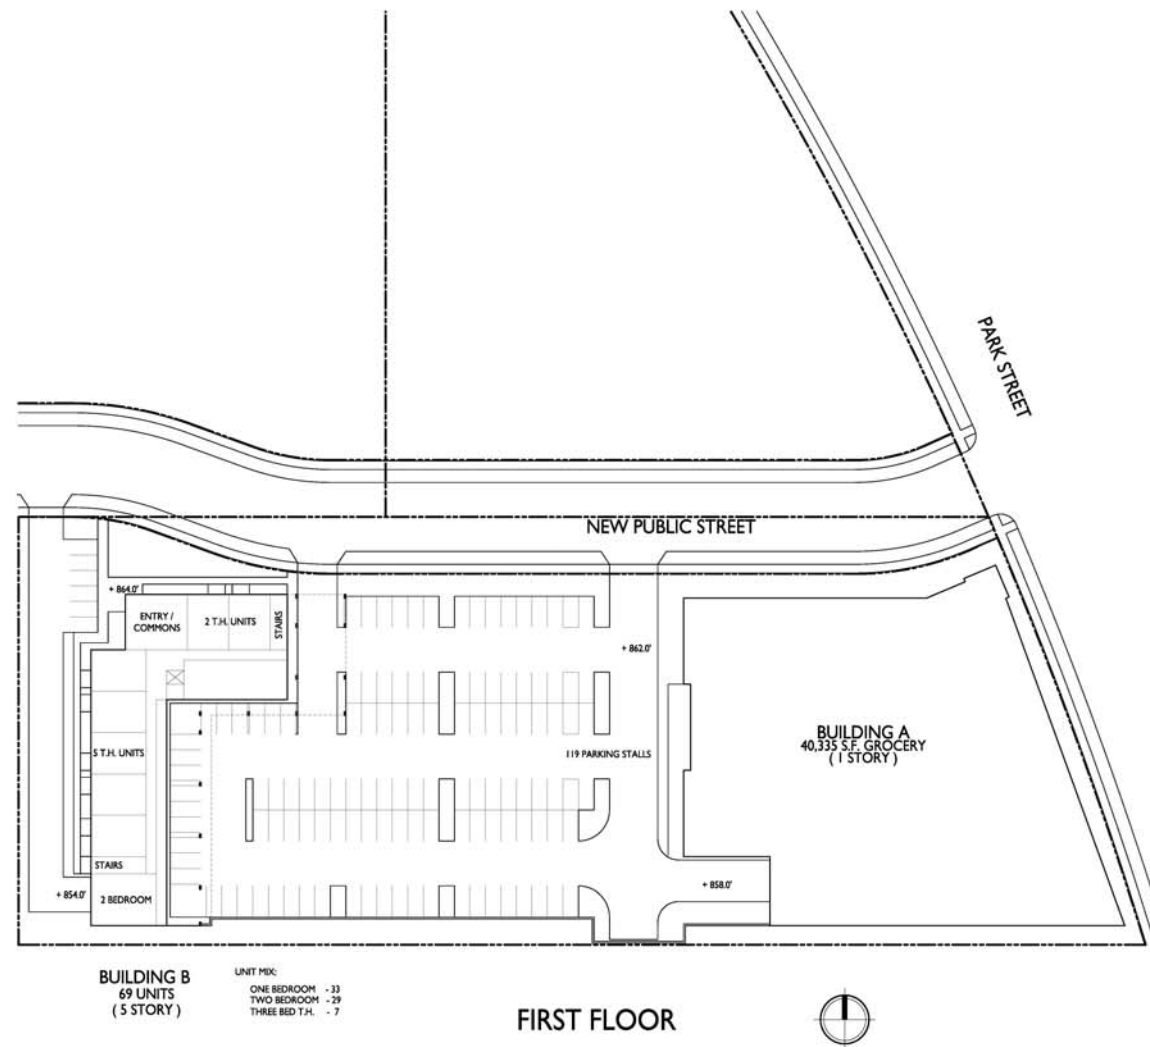 PARK STREET
NEW PUBLIC STREET
+ 864.0'
ENTRY /
COMMONS
2 T.H. UNITS
STAIRS
+ 862.0'
BUILDING A
40,335 S.F. GROCERY
( 1 STORY )
5 T.H. UNITS
119 PARKING STALLS
STAIRS
+ 854.0'
2 BEDROOM
+ 858.0'
BUILDING B
69 UNITS
( 5 STORY )
UNIT MIX:
ONE BEDROOM - 33
TWO BEDROOM - 29
THREE BED T.H. - 7
FIRST FLOOR